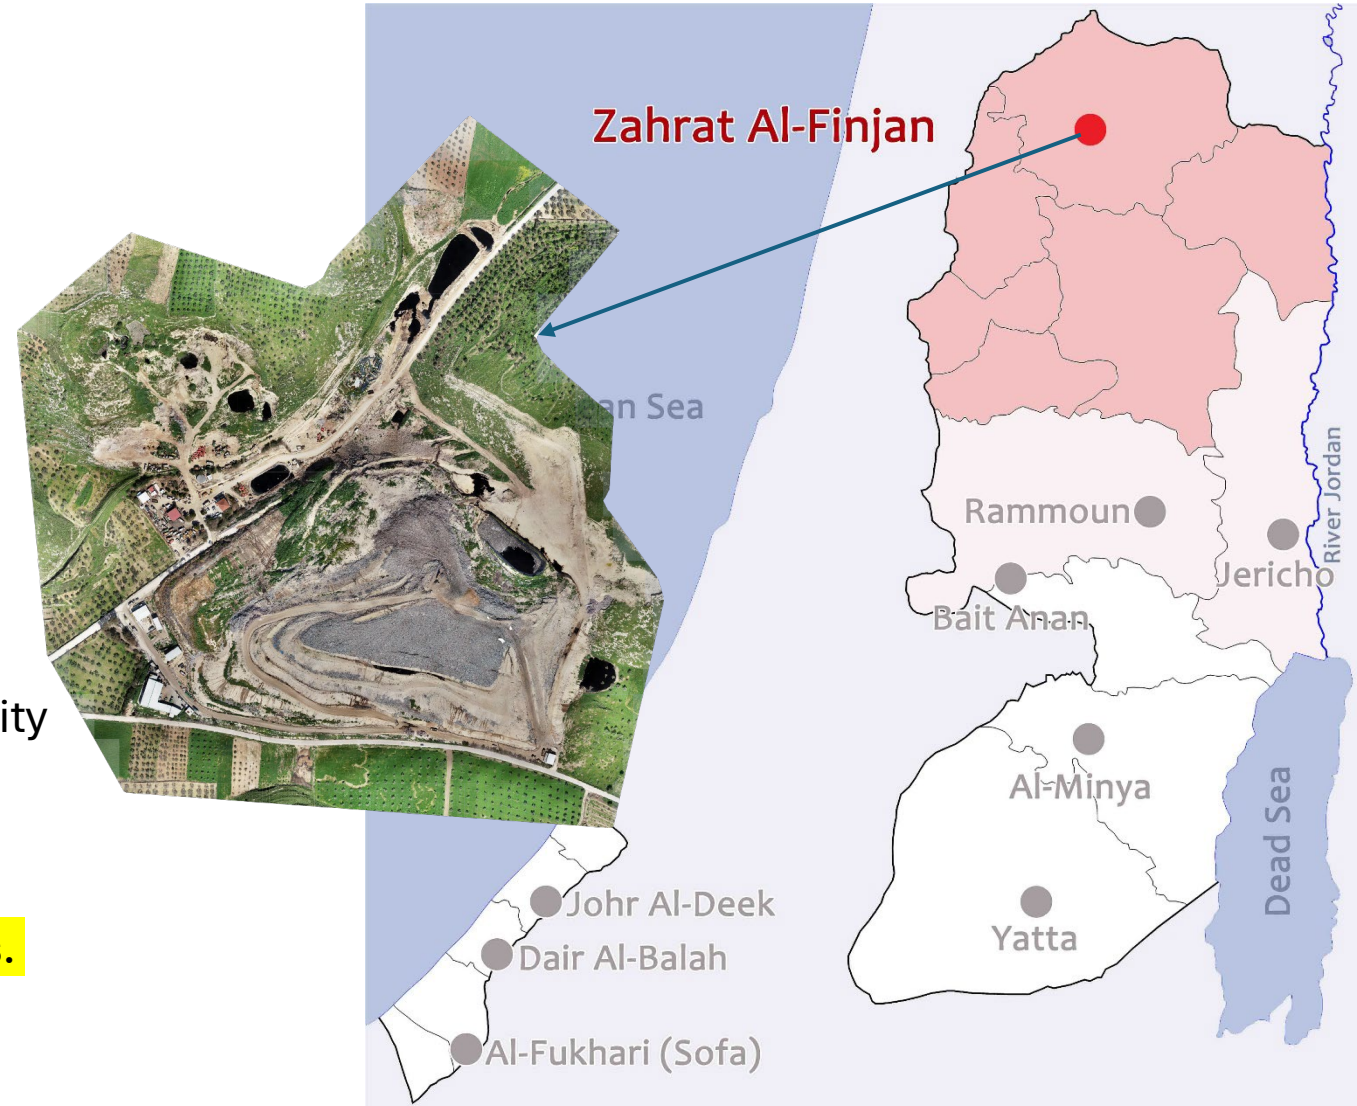 Zahrat Al-Finjan
Sea
River Jordan
Rammoun
Jericho
Bait Anan
ity
Al-Minya
Dead Sea
Johr Al-Deek
Yatta
Dair Al-Balah
Al-Fukhari (Sofa)